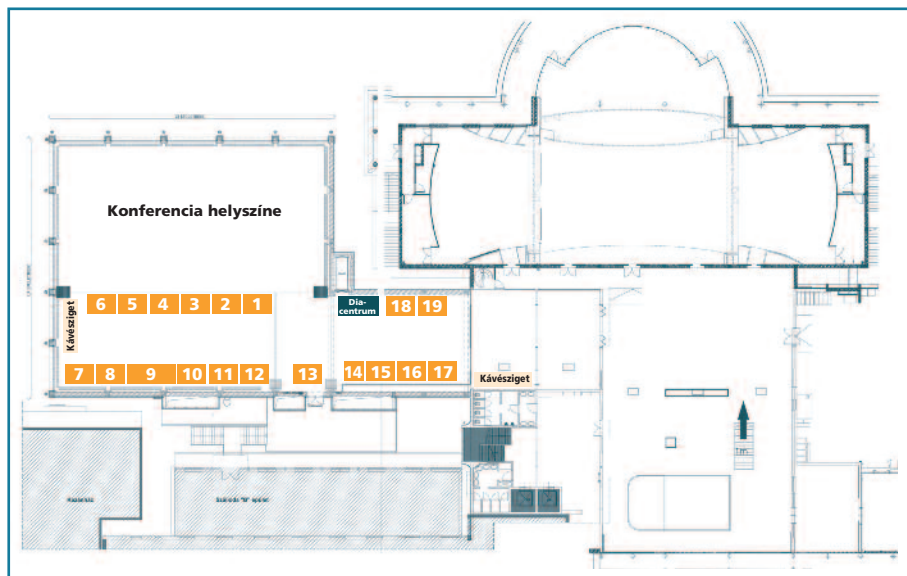 Konferencia helyszíne
Kávésziget
6 5 4 3 2 1
Dia-
centrum
18 19
7 8 9 10 11 12
13
14 15 16 17
Kávésziget